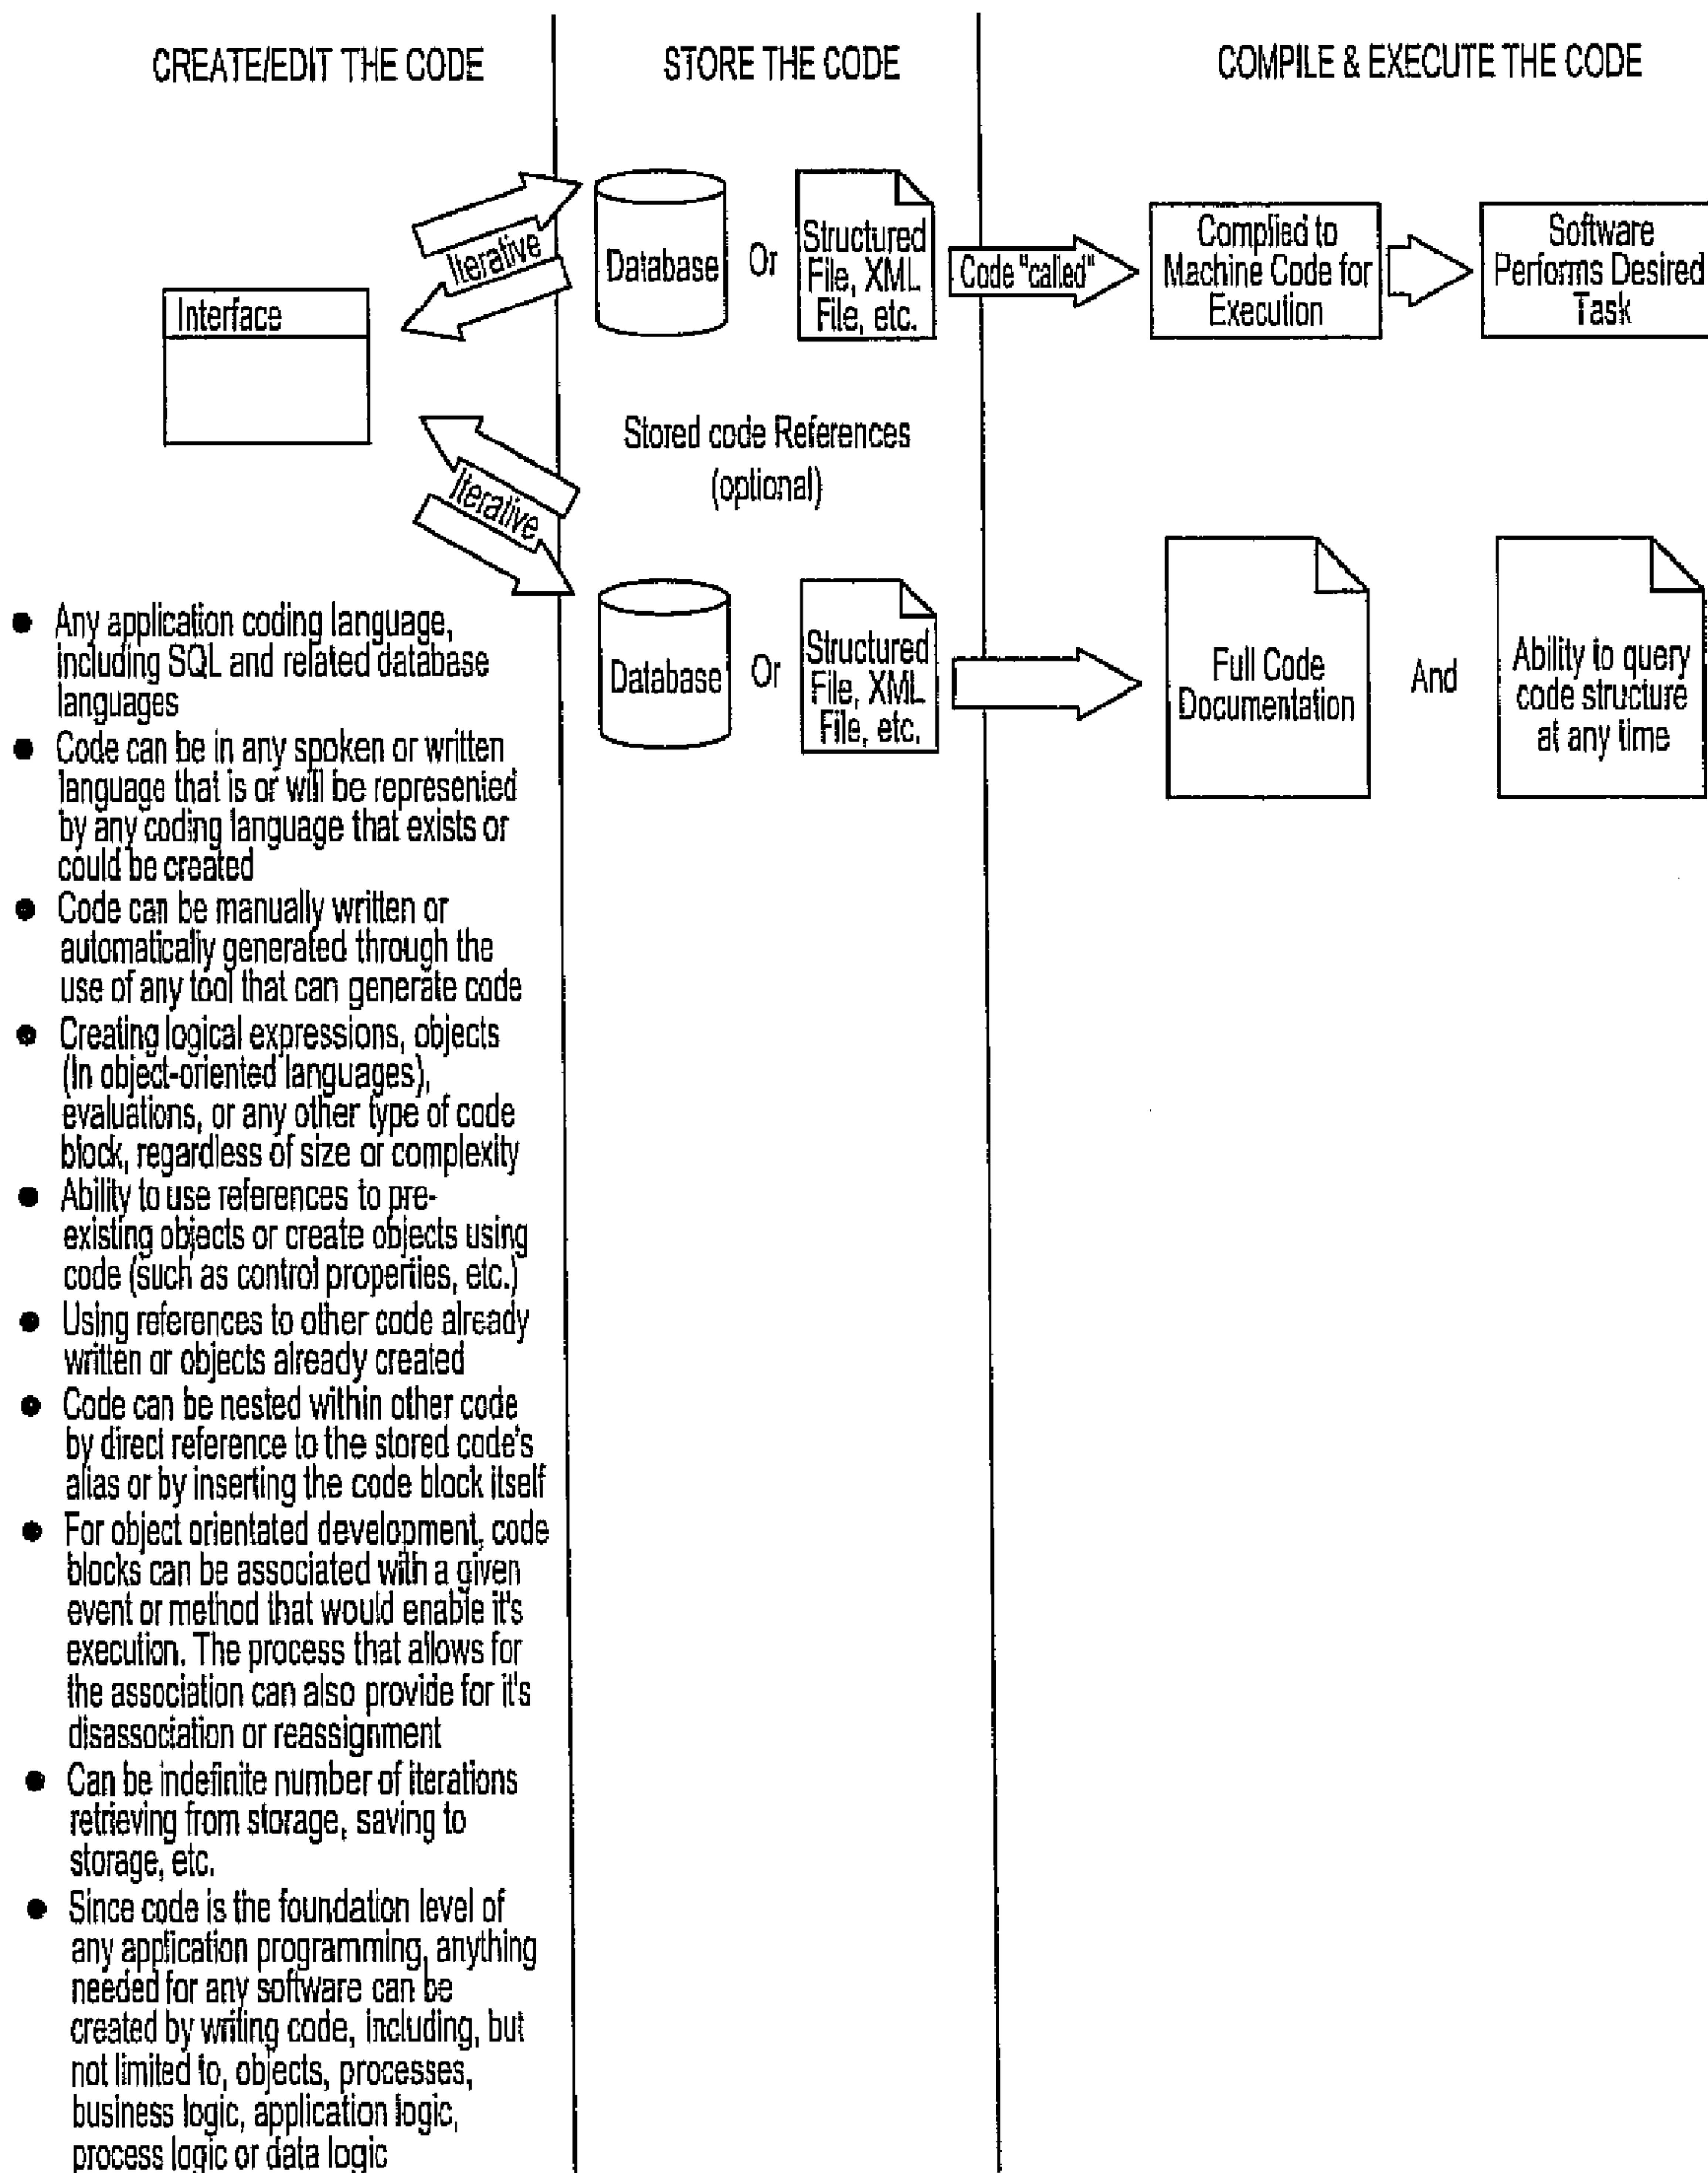 CREATE/EDIT THE CODE
STORE THE CODE
COMPILE & EXECUTE THE CODE
Interface
Iterative
Database
Or
Structured
File, XML
File, etc.
Code "called"
Compiled to
Machine Code for
Execution
Software
Performs Desired
Task
Iterative
Stored code References
(optional)
Database
Or
Structured
File, XML
File, etc.
Full Code
Documentation
And
Ability to query
code structure
at any time
● Any application coding language,
including SQL and related database
languages
● Code can be in any spoken or written
language that is or will be represented
by any coding language that exists or
could be created
● Code can be manually written or
automatically generated through the
use of any tool that can generate code
● Creating logical expressions, objects
(In object-oriented languages),
evaluations, or any other type of code
block, regardless of size or complexity
● Ability to use references to pre-
existing objects or create objects using
code (such as control properties, etc.)
● Using references to other code already
written or objects already created
● Code can be nested within other code
by direct reference to the stored code's
alias or by inserting the code block itself
● For object orientated development, code
blocks can be associated with a given
event or method that would enable it's
execution. The process that allows for
the association can also provide for it's
disassociation or reassignment
● Can be indefinite number of iterations
retrieving from storage, saving to
storage, etc.
● Since code is the foundation level of
any application programming, anything
needed for any software can be
created by writing code, including, but
not limited to, objects, processes,
business logic, application logic,
process logic or data logic